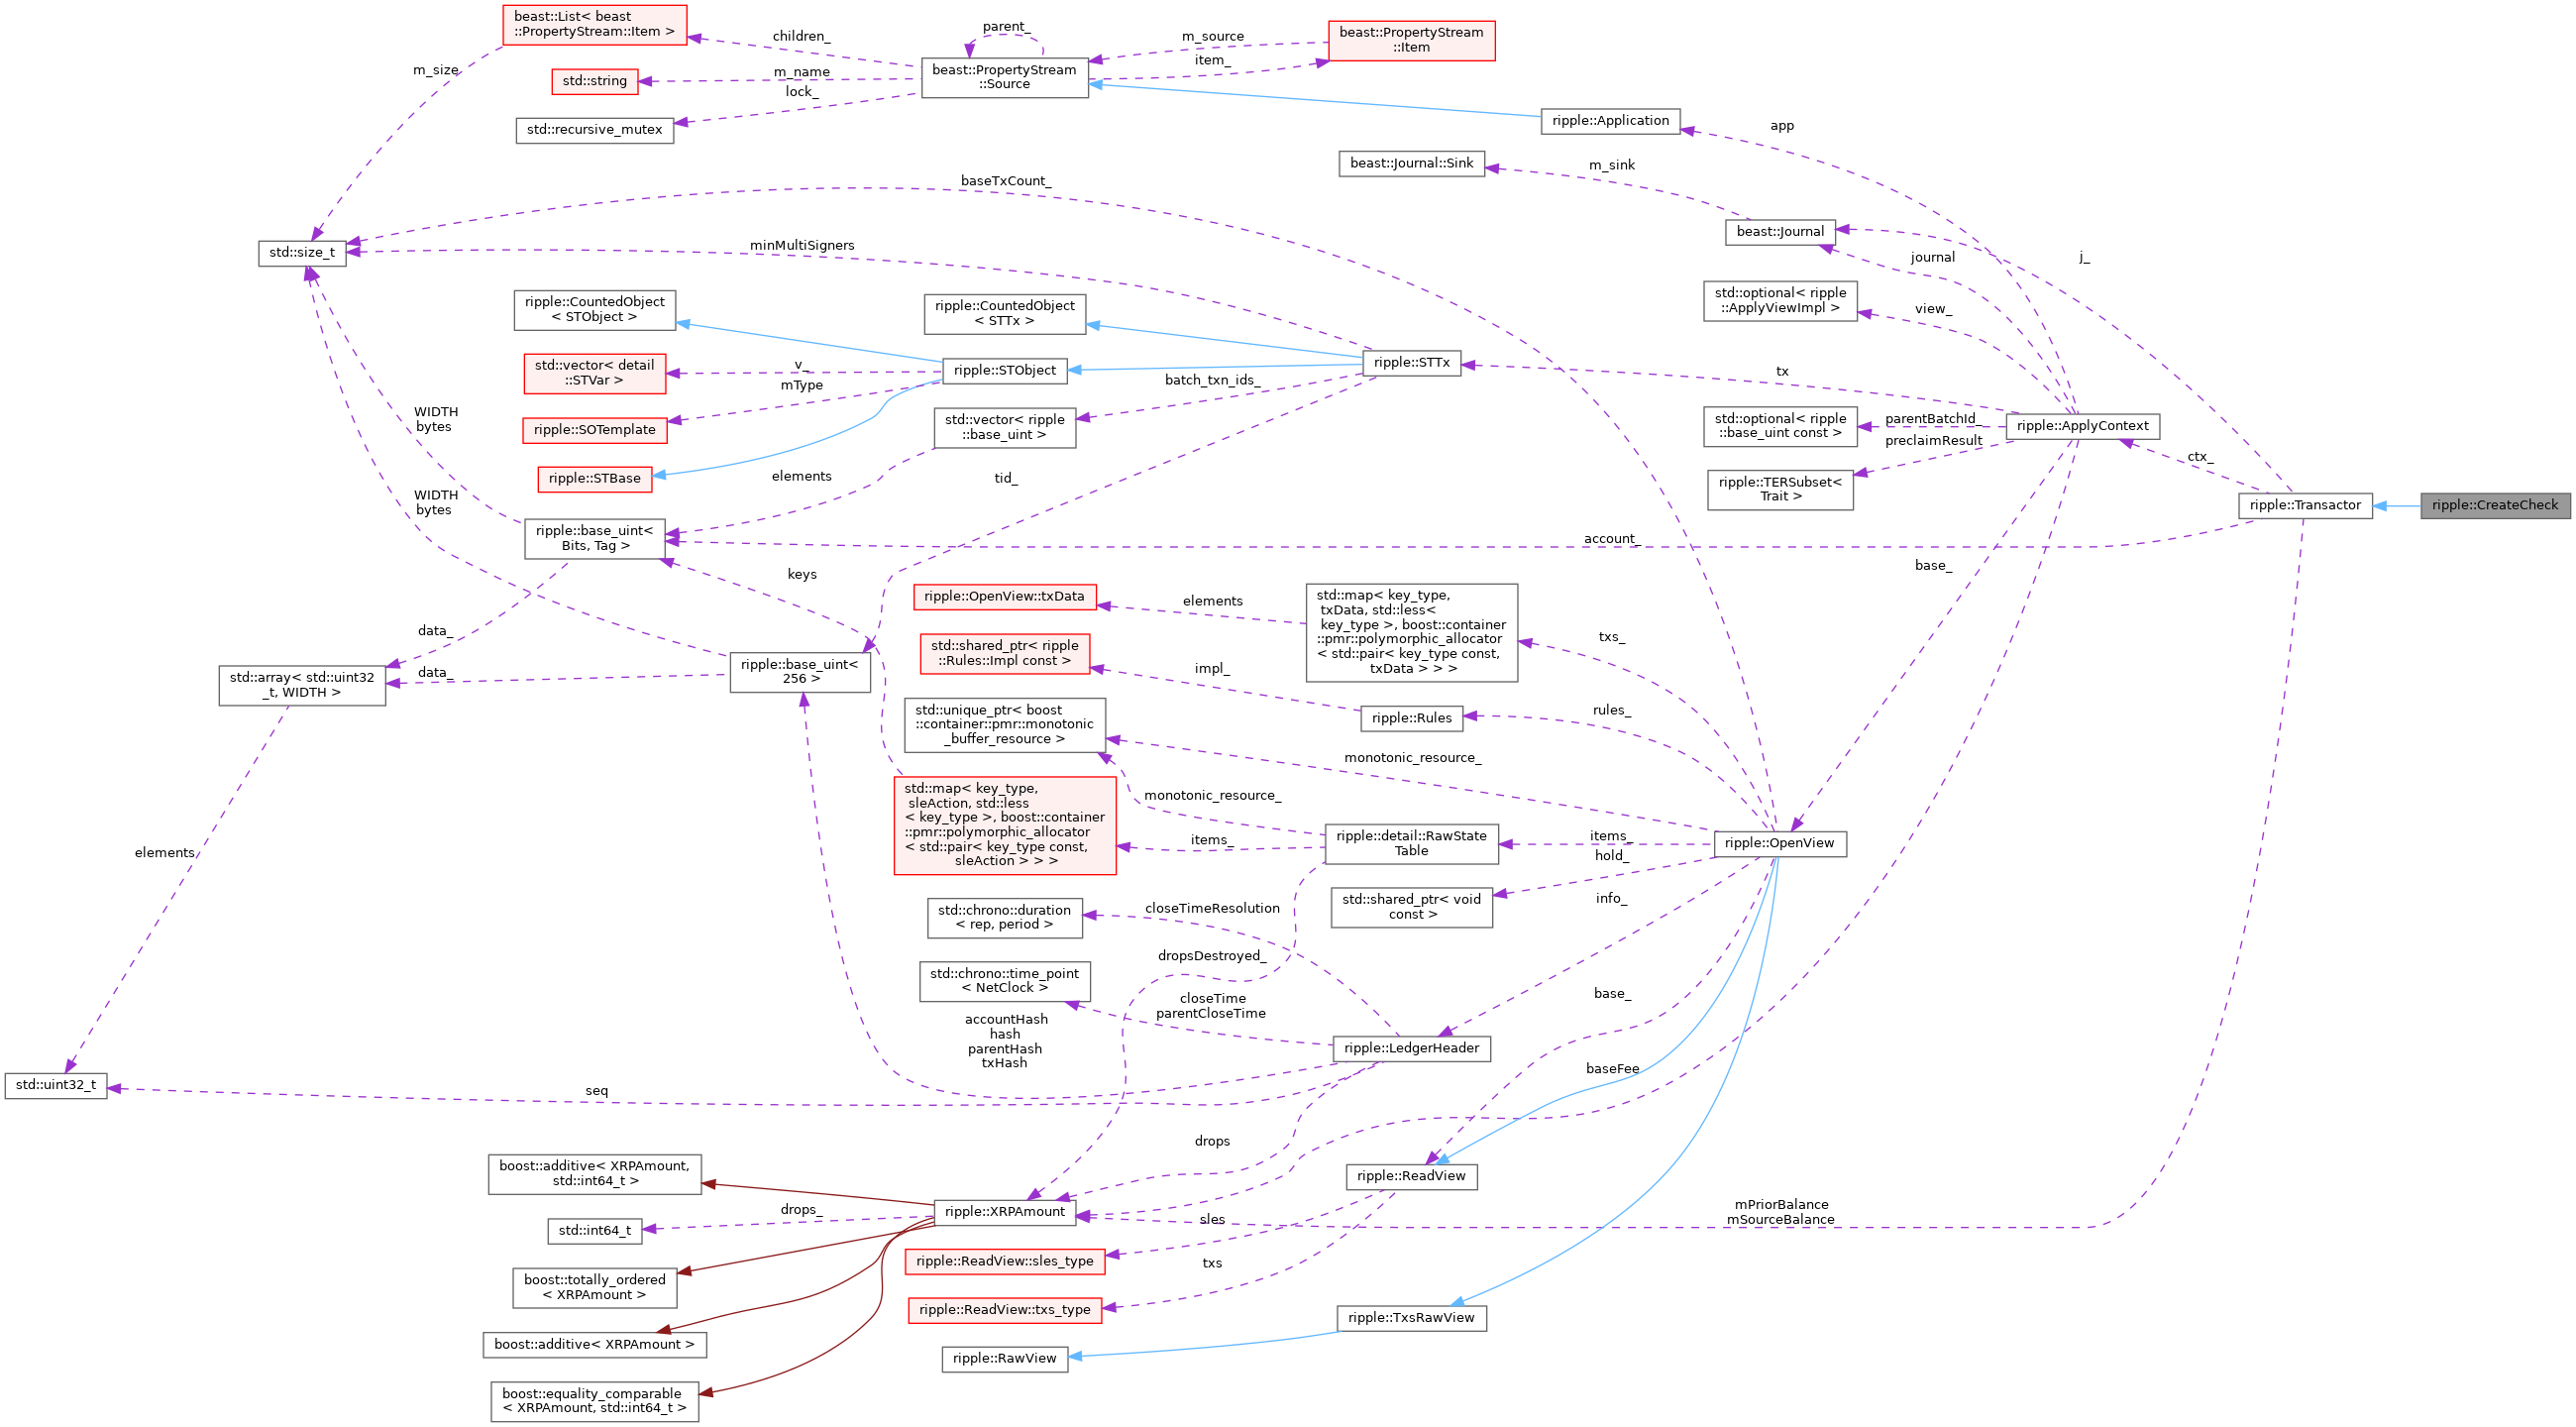 beast::List< beast
::PropertyStream::Item >
children_
parent_
m_source
beast::PropertyStream
::Item
item_
m_size
std::string
m_name
beast::PropertyStream
::Source
lock_
std::recursive_mutex
ripple::Application
app
beast::Journal::Sink
m_sink
baseTxCount_
beast::Journal
j_
std::size_t
minMultiSigners
journal
ripple::CountedObject
< STObject >
ripple::CountedObject
< STTx >
std::optional< ripple
::ApplyViewImpl >
view_
std::vector< detail
::STVar >
v_
mType
ripple::STObject
ripple::STTx
batch_txn_ids_
tx
WIDTH
bytes
ripple::SOTemplate
std::vector< ripple
::base_uint >
std::optional< ripple
::base_uint const >
parentBatchId_
preclaimResult
ripple::ApplyContext
ripple::STBase
elements
tid_
ripple::TERSubset<
Trait >
ctx_
WIDTH
bytes
ripple::Transactor
ripple::CreateCheck
ripple::base_uint<
Bits, Tag >
account_
keys
base_
ripple::OpenView::txData
elements
std::map< key_type,
txData, std::less<
key_type >, boost::container
::pmr::polymorphic_allocator
< std::pair< key_type const,
txData > > >
txs_
data_
std::shared_ptr< ripple
::Rules::Impl const >
impl_
std::array< std::uint32
_t, WIDTH >
data_
ripple::base_uint<
256 >
std::unique_ptr< boost
::container::pmr::monotonic
_buffer_resource >
ripple::Rules
rules_
monotonic_resource_
std::map< key_type,
sleAction, std::less
< key_type >, boost::container
::pmr::polymorphic_allocator
< std::pair< key_type const,
sleAction > > >
monotonic_resource_
items_
ripple::detail::RawState
Table
items_
hold_
ripple::OpenView
elements
std::chrono::duration
< rep, period >
closeTimeResolution
std::shared_ptr< void
const >
info_
std::chrono::time_point
< NetClock >
dropsDestroyed_
closeTime
parentCloseTime
base_
accountHash
hash
parentHash
txHash
ripple::LedgerHeader
baseFee
std::uint32_t
seq
drops
boost::additive< XRPAmount,
std::int64_t >
ripple::ReadView
std::int64_t
drops_
ripple::XRPAmount
sles
mPriorBalance
mSourceBalance
ripple::ReadView::sles_type
txs
boost::totally_ordered
< XRPAmount >
ripple::ReadView::txs_type
ripple::TxsRawView
boost::additive< XRPAmount >
ripple::RawView
boost::equality_comparable
< XRPAmount, std::int64_t >